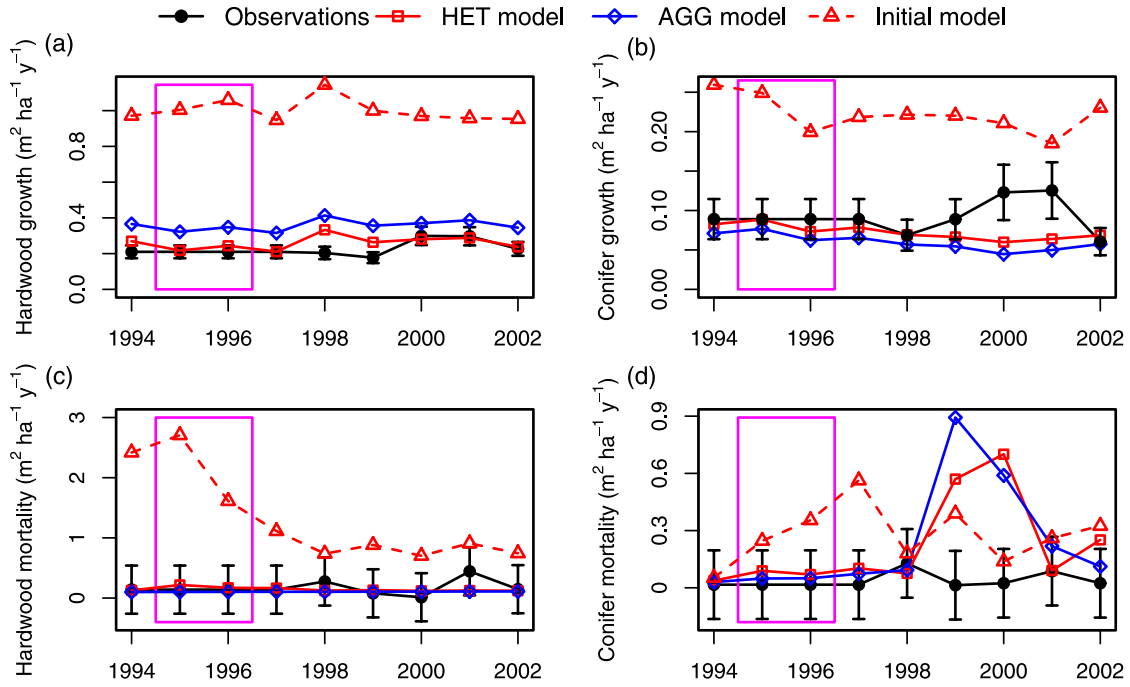 Observations HET model AGG model Initial model
(a)
Hardwood growth (m² ha⁻¹ y⁻¹)
0.0 0.4 0.8
1994 1996 1998 2000 2002
(b)
Conifer growth (m² ha⁻¹ y⁻¹)
0.00 0.10 0.20
1994 1996 1998 2000 2002
(c)
Hardwood mortality (m² ha⁻¹ y⁻¹)
0 1 2 3
1994 1996 1998 2000 2002
(d)
Conifer mortality (m² ha⁻¹ y⁻¹)
0 0.3 0.6 0.9
1994 1996 1998 2000 2002